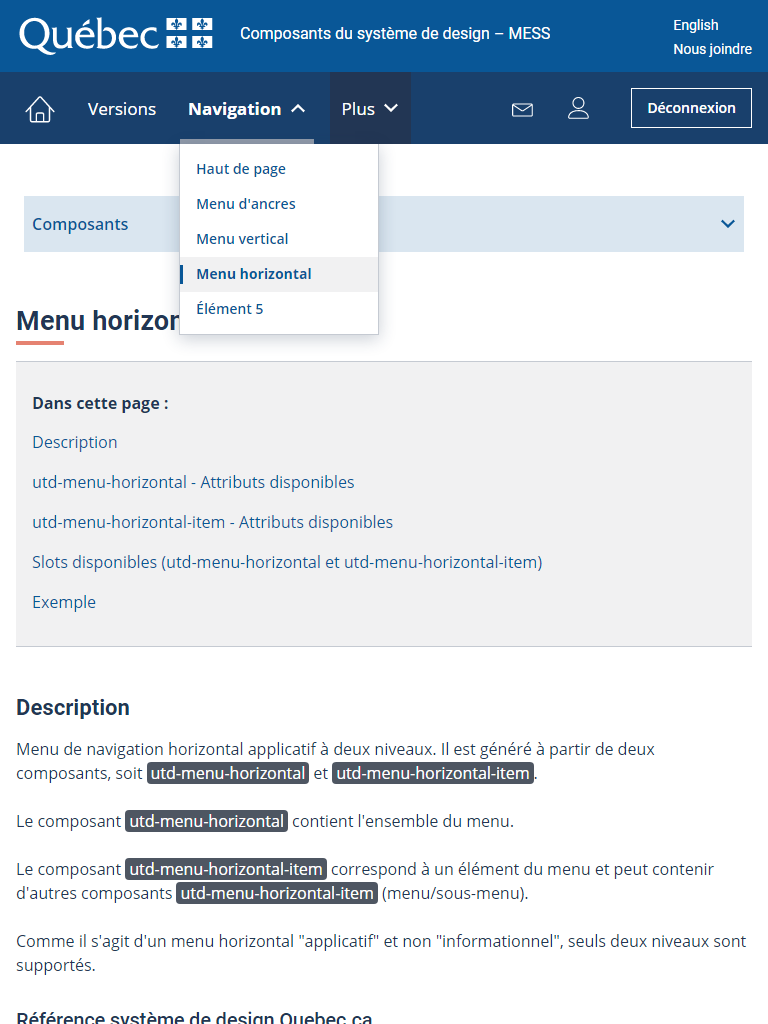 Québec
Composants du système de design – MESS
English
Nous joindre
Versions
Navigation
Plus
Déconnexion
Haut de page
Menu d'ancres
Menu vertical
Menu horizontal
Élément 5
Composants
Menu horizon
Dans cette page :
Description
utd-menu-horizontal - Attributs disponibles
utd-menu-horizontal-item - Attributs disponibles
Slots disponibles (utd-menu-horizontal et utd-menu-horizontal-item)
Exemple
Description
Menu de navigation horizontal applicatif à deux niveaux. Il est généré à partir de deux
composants, soit utd-menu-horizontal et utd-menu-horizontal-item.
Le composant utd-menu-horizontal contient l'ensemble du menu.
Le composant utd-menu-horizontal-item correspond à un élément du menu et peut contenir
d'autres composants utd-menu-horizontal-item (menu/sous-menu).
Comme il s'agit d'un menu horizontal "applicatif" et non "informationnel", seuls deux niveaux sont
supportés.
Référence système de design Quebec.ca